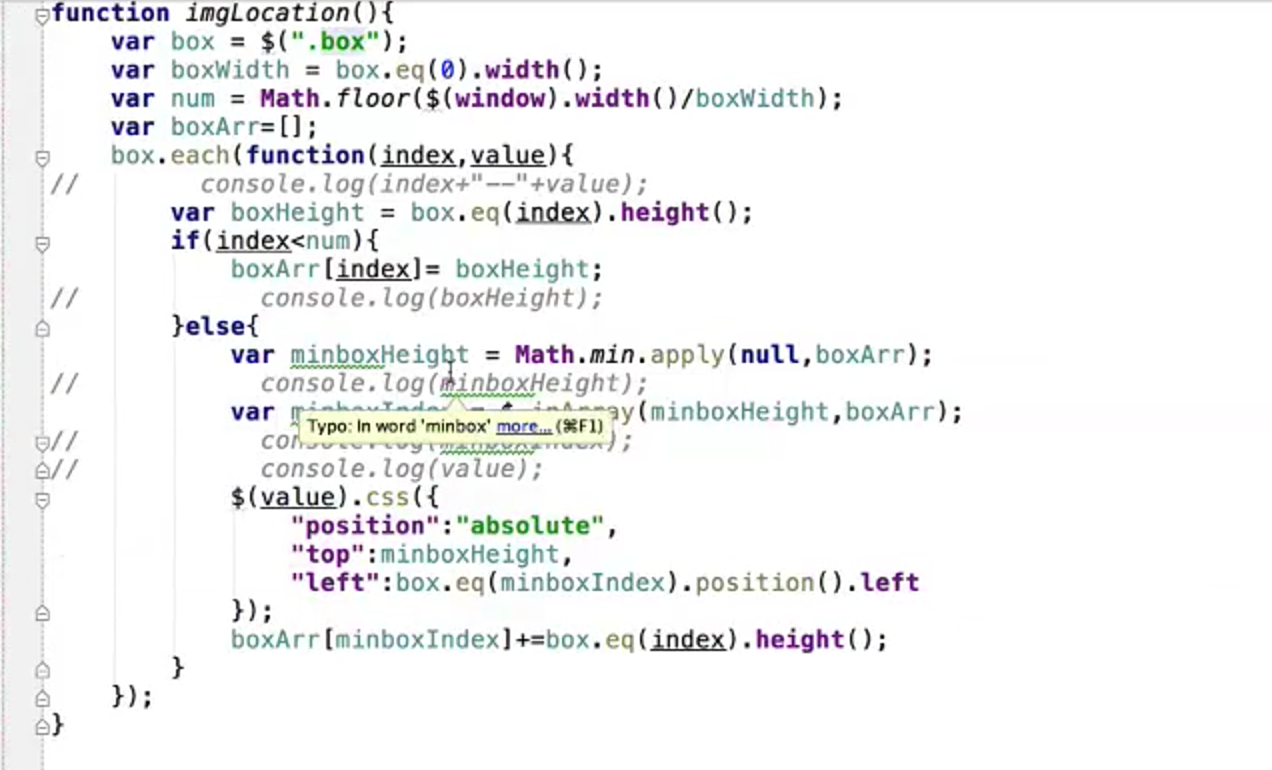 function imgLocation(){
var box = $(".box");
var boxWidth = box.eq(0).width();
var num = Math.floor($(window).width()/boxWidth);
var boxArr=[];
box.each(function(index,value){
// console.log(index+"--"+value);
var boxHeight = box.eq(index).height();
if(index<num){
boxArr[index]= boxHeight;
// console.log(boxHeight);
}else{
var minboxHeight = Math.min.apply(null,boxArr);
// console.log(minboxHeight);
var minboxIndex = $.inArray(minboxHeight,boxArr);
Typo: In word 'minbox' more... (⌘F1)
// console.log(minboxIndex);
// console.log(value);
$(value).css({
"position":"absolute",
"top":minboxHeight,
"left":box.eq(minboxIndex).position().left
});
boxArr[minboxIndex]+=box.eq(index).height();
}
});
}